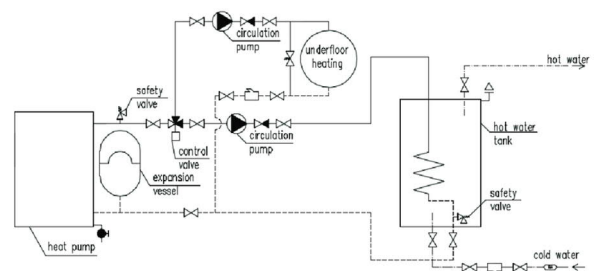 circulation
pump
underfloor
heating
hot water
safety
valve
hot water
tank
circulation
pump
control
valve
expansion
vessel
safety
valve
heat pump
cold water